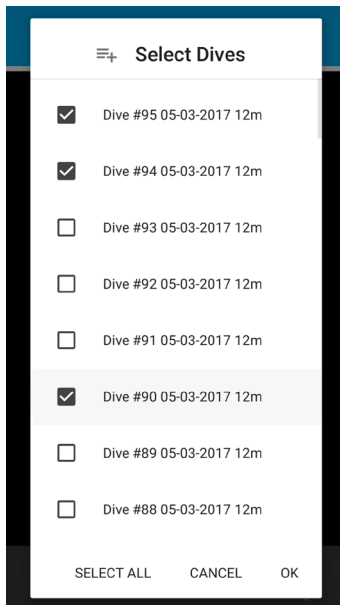 Select Dives
Dive #95 05-03-2017 12m
Dive #94 05-03-2017 12m
Dive #93 05-03-2017 12m
Dive #92 05-03-2017 12m
Dive #91 05-03-2017 12m
Dive #90 05-03-2017 12m
Dive #89 05-03-2017 12m
Dive #88 05-03-2017 12m
SELECT ALL CANCEL OK